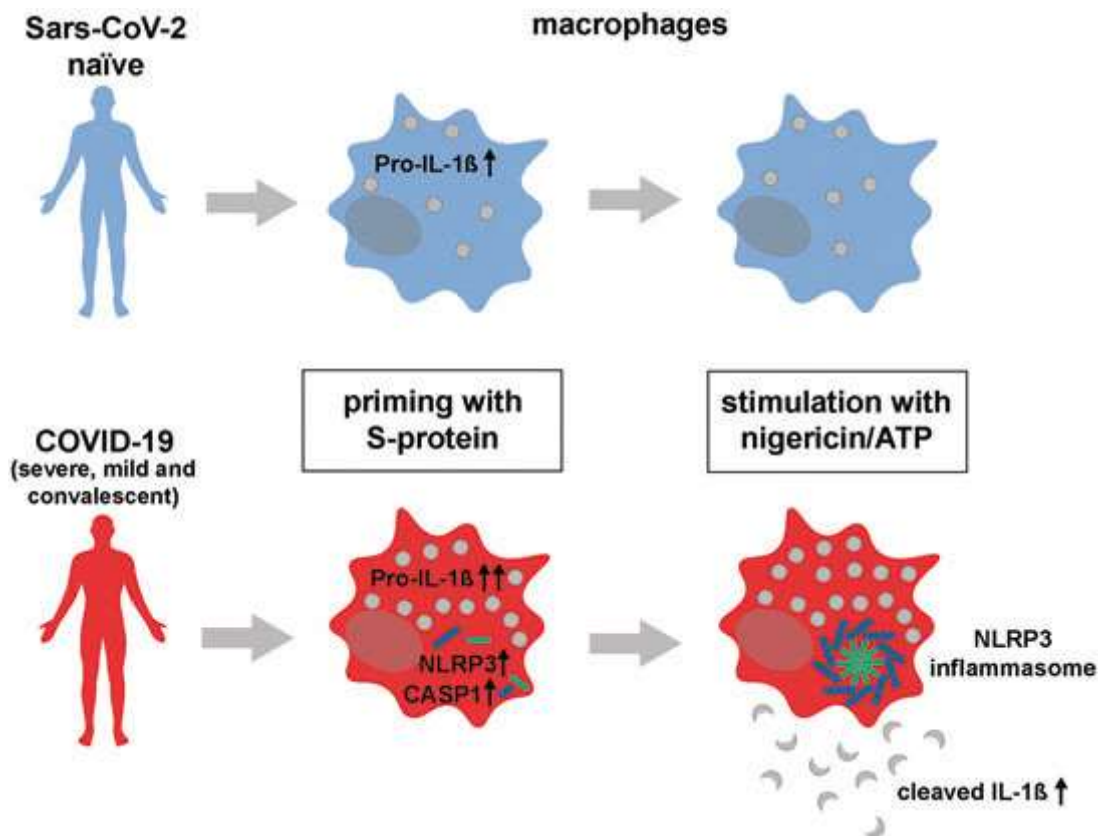 Sars-CoV-2
naïve
macrophages
Pro-IL-1ß ↑
priming with
S-protein
stimulation with
nigericin/ATP
COVID-19
(severe, mild and
convalescent)
Pro-IL-1ß ↑↑
NLRP3↑
CASP1↑
NLRP3
inflammasome
cleaved IL-1ß ↑